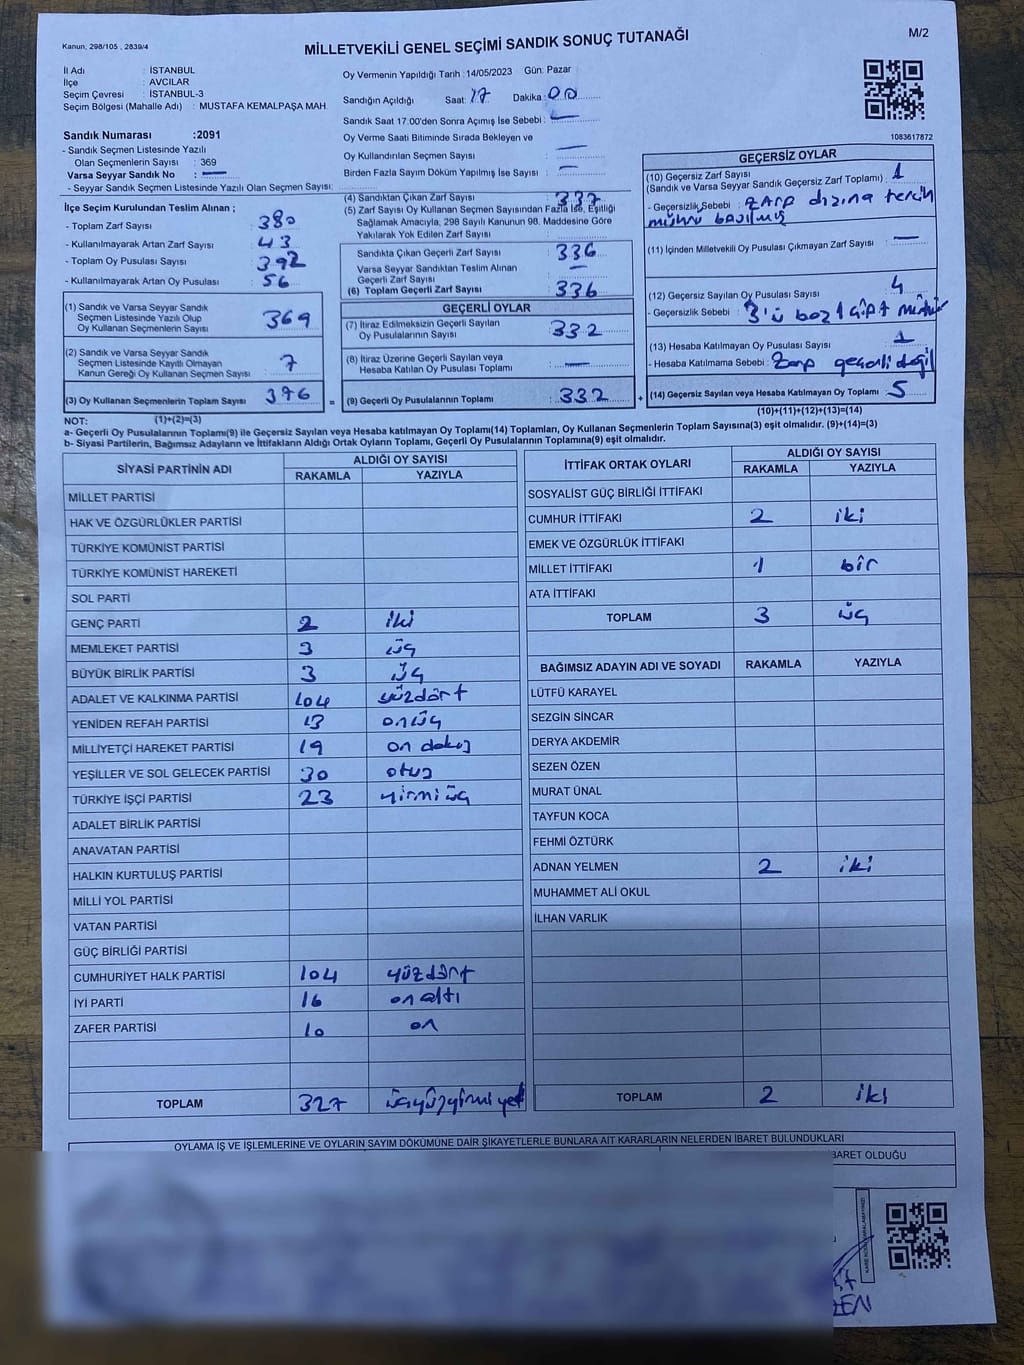 Kanun, 298/105 , 2839/4
MİLLETVEKİLİ GENEL SEÇİMİ SANDIK SONUÇ TUTANAĞI
M/2
İl Adı : İSTANBUL
İlçe : AVCILAR
Seçim Çevresi : İSTANBUL-3
Seçim Bölgesi (Mahalle Adı) : MUSTAFA KEMALPAŞA MAH.
Oy Vermenin Yapıldığı Tarih : 14/05/2023 Gün: Pazar
Sandığın Açıldığı Saat: 17 Dakika : 00
Sandık Saat 17.00'den Sonra Açımış İse Sebebi : —
Oy Verme Saati Bitiminde Sırada Bekleyen ve
Oy Kullandırılan Seçmen Sayısı : —
Birden Fazla Sayım Döküm Yapılmış İse Sayısı : —
1083617872
Sandık Numarası :2091
- Sandık Seçmen Listesinde Yazılı
Olan Seçmenlerin Sayısı : 369
Varsa Seyyar Sandık No : —
- Seyyar Sandık Seçmen Listesinde Yazılı Olan Seçmen Sayısı:
İlçe Seçim Kurulundan Teslim Alınan ;
- Toplam Zarf Sayısı : 380
- Kullanılmayarak Artan Zarf Sayısı : 43
- Toplam Oy Pusulası Sayısı : 392
- Kullanılmayarak Artan Oy Pusulası : 56
(1) Sandık ve Varsa Seyyar Sandık
Seçmen Listesinde Yazılı Olup
Oy Kullanan Seçmenlerin Sayısı : 369
(2) Sandık ve Varsa Seyyar Sandık
Seçmen Listesinde Kayıtlı Olmayan
Kanun Gereği Oy Kullanan Seçmen Sayısı : 7
(3) Oy Kullanan Seçmenlerin Toplam Sayısı : 376
(1)+(2)=(3)
(4) Sandıktan Çıkan Zarf Sayısı : 337
(5) Zarf Sayısı Oy Kullanan Seçmen Sayısından Fazla İse, Eşitliği
Sağlamak Amacıyla, 298 Sayılı Kanunun 98. Maddesine Göre
Yakılarak Yok Edilen Zarf Sayısı :
Sandıkta Çıkan Geçerli Zarf Sayısı : 336
Varsa Seyyar Sandıktan Teslim Alınan
Geçerli Zarf Sayısı : —
(6) Toplam Geçerli Zarf Sayısı : 336
GEÇERLİ OYLAR
(7) İtiraz Edilmeksizin Geçerli Sayılan
Oy Pusulalarının Sayısı : 332
(8) İtiraz Üzerine Geçerli Sayılan veya
Hesaba Katılan Oy Pusulası Toplamı : —
= (9) Geçerli Oy Pusulalarının Toplamı : 332 +
GEÇERSİZ OYLAR
(10) Geçersiz Zarf Sayısı : 1
(Sandık ve Varsa Seyyar Sandık Geçersiz Zarf Toplamı)
- Geçersizlik Sebebi : zarf dızına tercih
mührü basılmış
(11) İçinden Milletvekili Oy Pusulası Çıkmayan Zarf Sayısı : —
(12) Geçersiz Sayılan Oy Pusulası Sayısı : 4
- Geçersizlik Sebebi : 3'ü boş 1 çift mühür
(13) Hesaba Katılmayan Oy Pusulası Sayısı : 1
- Hesaba Katılmama Sebebi : Zarf geçerli değil
(14) Geçersiz Sayılan veya Hesaba Katılmayan Oy Toplamı : 5
(10)+(11)+(12)+(13)=(14)
NOT:
a- Geçerli Oy Pusulalarının Toplamı(9) ile Geçersiz Sayılan veya Hesaba Katılmayan Oy Toplamı(14) Toplamları, Oy Kullanan Seçmenlerin Toplam Sayısına(3) eşit olmalıdır. (9)+(14)=(3)
b- Siyasi Partilerin, Bağımsız Adayların ve İttifakların Aldığı Ortak Oyların Toplamı, Geçerli Oy Pusulalarının Toplamına(9) eşit olmalıdır.
SİYASİ PARTİNİN ADI ALDIĞI OY SAYISI
RAKAMLA YAZIYLA
MİLLET PARTİSİ
HAK VE ÖZGÜRLÜKLER PARTİSİ
TÜRKİYE KOMÜNİST PARTİSİ
TÜRKİYE KOMÜNİST HAREKETİ
SOL PARTİ
GENÇ PARTİ 2 iki
MEMLEKET PARTİSİ 3 üç
BÜYÜK BİRLİK PARTİSİ 3 üç
ADALET VE KALKINMA PARTİSİ 104 yüzdört
YENİDEN REFAH PARTİSİ 13 onüç
MİLLİYETÇİ HAREKET PARTİSİ 19 on dokuz
YEŞİLLER VE SOL GELECEK PARTİSİ 30 otuz
TÜRKİYE İŞÇİ PARTİSİ 23 yirmi üç
ADALET BİRLİK PARTİSİ
ANAVATAN PARTİSİ
HALKIN KURTULUŞ PARTİSİ
MİLLİ YOL PARTİSİ
VATAN PARTİSİ
GÜÇ BİRLİĞİ PARTİSİ
CUMHURİYET HALK PARTİSİ 104 yüzdört
İYİ PARTİ 16 on altı
ZAFER PARTİSİ 10 on
TOPLAM 327 üçyüzyirmi yedi
İTTİFAK ORTAK OYLARI ALDIĞI OY SAYISI
RAKAMLA YAZIYLA
SOSYALİST GÜÇ BİRLİĞİ İTTİFAKI
CUMHUR İTTİFAKI 2 iki
EMEK VE ÖZGÜRLÜK İTTİFAKI
MİLLET İTTİFAKI 1 bir
ATA İTTİFAKI
TOPLAM 3 üç
BAĞIMSIZ ADAYIN ADI VE SOYADI RAKAMLA YAZIYLA
LÜTFÜ KARAYEL
SEZGİN SİNCAR
DERYA AKDEMİR
SEZEN ÖZEN
MURAT ÜNAL
TAYFUN KOCA
FEHMİ ÖZTÜRK
ADNAN YELMEN 2 iki
MUHAMMET ALİ OKUL
İLHAN VARLIK
TOPLAM 2 iki
OYLAMA İŞ VE İŞLEMLERİNE VE OYLARIN SAYIM DÖKÜMÜNE DAİR ŞİKAYETLERLE BUNLARA AİT KARARLARIN NELERDEN İBARET BULUNDUKLARI
BARET OLDUĞU